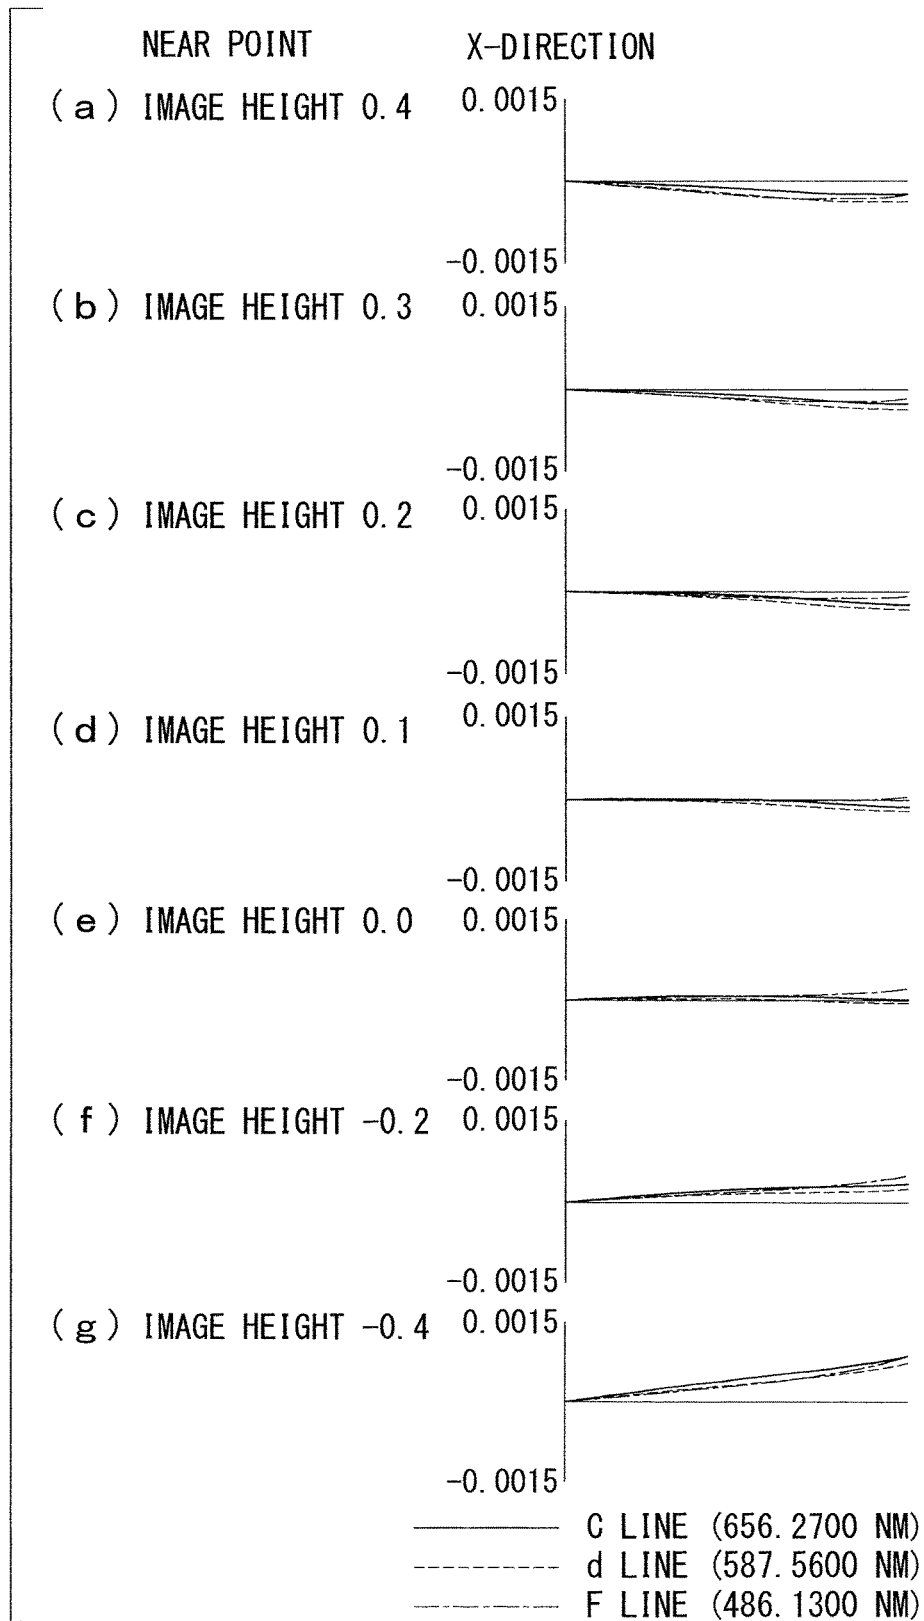 NEAR POINT X-DIRECTION
(a) IMAGE HEIGHT 0.4 0.0015
-0.0015
(b) IMAGE HEIGHT 0.3 0.0015
-0.0015
(c) IMAGE HEIGHT 0.2 0.0015
-0.0015
(d) IMAGE HEIGHT 0.1 0.0015
-0.0015
(e) IMAGE HEIGHT 0.0 0.0015
-0.0015
(f) IMAGE HEIGHT -0.2 0.0015
-0.0015
(g) IMAGE HEIGHT -0.4 0.0015
-0.0015
C LINE (656.2700 NM)
d LINE (587.5600 NM)
F LINE (486.1300 NM)